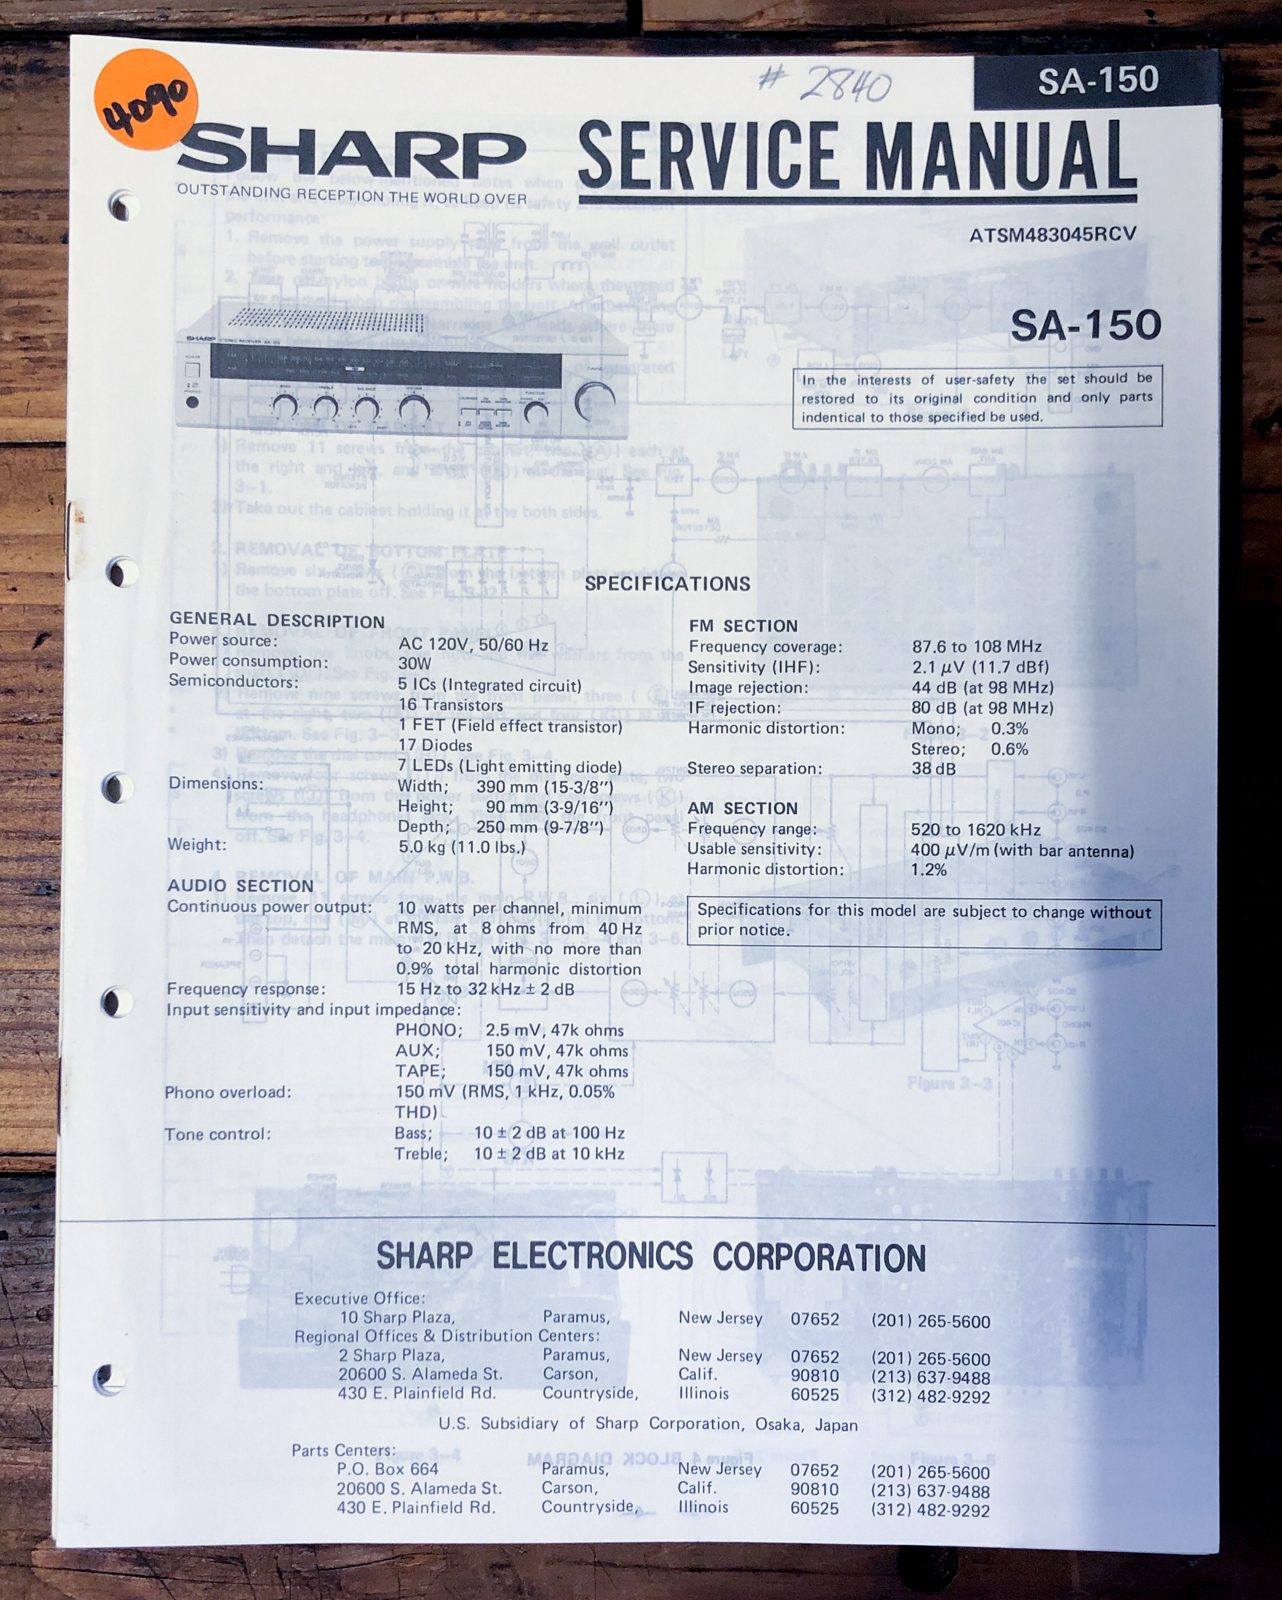 4090
# 2840
SA-150
SHARP SERVICE MANUAL
OUTSTANDING RECEPTION THE WORLD OVER
ATSM483045RCV
SHARP
SA-150
In the interests of user-safety the set should be
restored to its original condition and only parts
indentical to those specified be used.
SPECIFICATIONS
GENERAL DESCRIPTION
Power source: AC 120V, 50/60 Hz
Power consumption: 30W
Semiconductors: 5 ICs (Integrated circuit)
16 Transistors
1 FET (Field effect transistor)
17 Diodes
7 LEDs (Light emitting diode)
Dimensions: Width; 390 mm (15-3/8")
Height; 90 mm (3-9/16")
Depth; 250 mm (9-7/8")
Weight: 5.0 kg (11.0 lbs.)
AUDIO SECTION
Continuous power output: 10 watts per channel, minimum
RMS, at 8 ohms from 40 Hz
to 20 kHz, with no more than
0.9% total harmonic distortion
Frequency response: 15 Hz to 32 kHz ± 2 dB
Input sensitivity and input impedance:
PHONO; 2.5 mV, 47k ohms
AUX; 150 mV, 47k ohms
TAPE; 150 mV, 47k ohms
Phono overload: 150 mV (RMS, 1 kHz, 0.05%
THD)
Tone control: Bass; 10 ± 2 dB at 100 Hz
Treble; 10 ± 2 dB at 10 kHz
FM SECTION
Frequency coverage: 87.6 to 108 MHz
Sensitivity (IHF): 2.1 μV (11.7 dBf)
Image rejection: 44 dB (at 98 MHz)
IF rejection: 80 dB (at 98 MHz)
Harmonic distortion: Mono; 0.3%
Stereo; 0.6%
Stereo separation: 38 dB
AM SECTION
Frequency range: 520 to 1620 kHz
Usable sensitivity: 400 μV/m (with bar antenna)
Harmonic distortion: 1.2%
Specifications for this model are subject to change without
prior notice.
SHARP ELECTRONICS CORPORATION
Executive Office:
10 Sharp Plaza, Paramus, New Jersey 07652 (201) 265-5600
Regional Offices & Distribution Centers:
2 Sharp Plaza, Paramus, New Jersey 07652 (201) 265-5600
20600 S. Alameda St. Carson, Calif. 90810 (213) 637-9488
430 E. Plainfield Rd. Countryside, Illinois 60525 (312) 482-9292
U.S. Subsidiary of Sharp Corporation, Osaka, Japan
Parts Centers:
P.O. Box 664 Paramus, New Jersey 07652 (201) 265-5600
20600 S. Alameda St. Carson, Calif. 90810 (213) 637-9488
430 E. Plainfield Rd. Countryside, Illinois 60525 (312) 482-9292